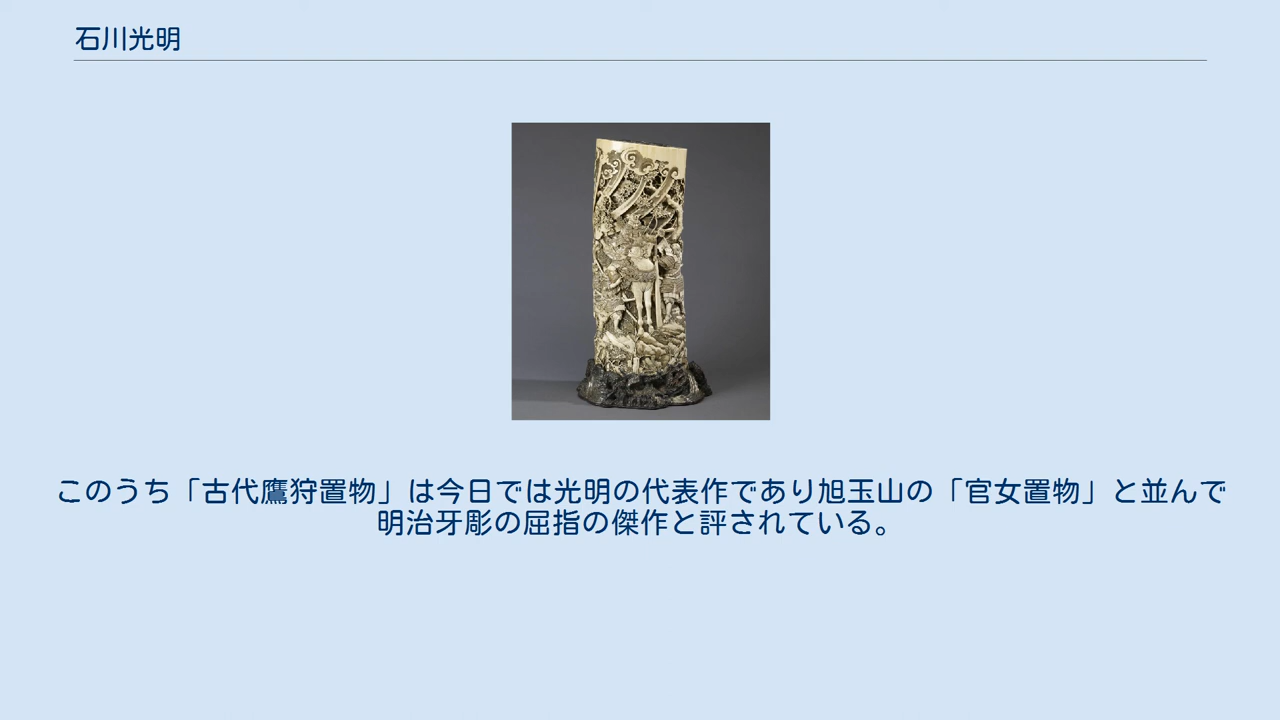 石川光明
このうち「古代鷹狩置物」は今日では光明の代表作であり旭玉山の「官女置物」と並んで
明治牙彫の屈指の傑作と評されている。